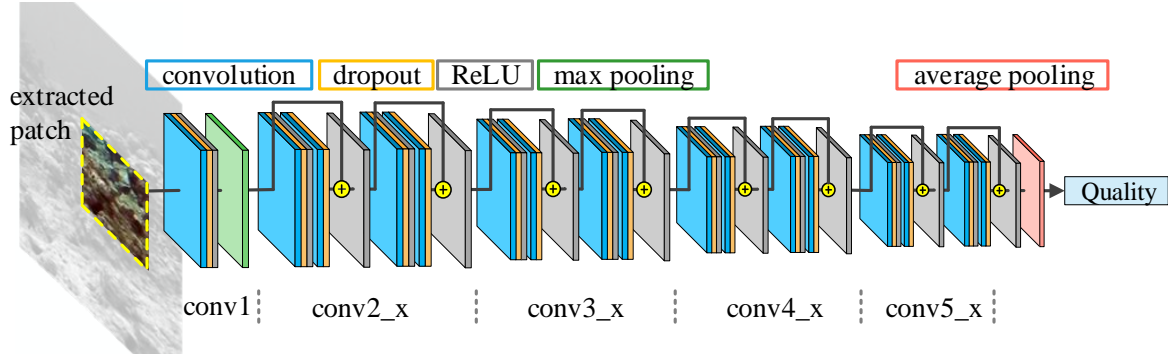 convolution dropout ReLU max pooling average pooling
extracted
patch
Quality
conv1 conv2_x conv3_x conv4_x conv5_x